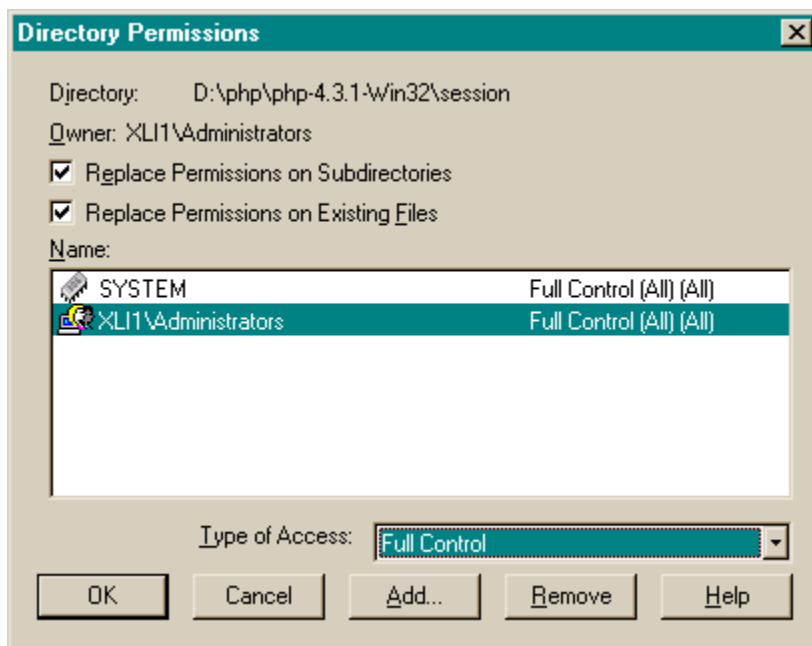 Directory Permissions
Directory: D:\php\php-4.3.1-Win32\session
Owner: XLI1\Administrators
Replace Permissions on Subdirectories
Replace Permissions on Existing Files
Name:
SYSTEM Full Control (All) (All)
XLI1\Administrators Full Control (All) (All)
Type of Access: Full Control
OK Cancel Add... Remove Help